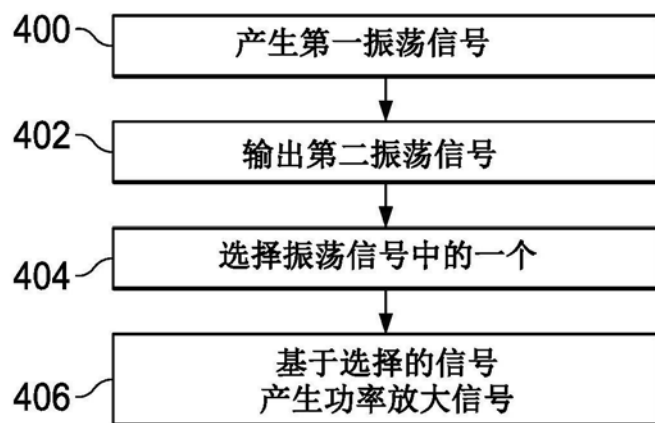 400
产生第一振荡信号
402
输出第二振荡信号
404
选择振荡信号中的一个
406
基于选择的信号
产生功率放大信号